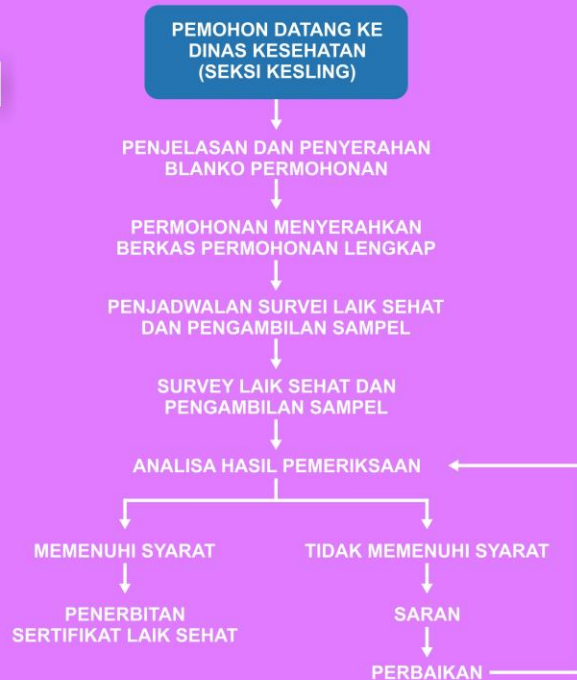 PEMOHON DATANG KE
DINAS KESEHATAN
(SEKSI KESLING)
PENJELASAN DAN PENYERAHAN
BLANKO PERMOHONAN
PERMOHONAN MENYERAHKAN
BERKAS PERMOHONAN LENGKAP
PENJADWALAN SURVEI LAIK SEHAT
DAN PENGAMBILAN SAMPEL
SURVEY LAIK SEHAT DAN
PENGAMBILAN SAMPEL
ANALISA HASIL PEMERIKSAAN
MEMENUHI SYARAT
TIDAK MEMENUHI SYARAT
PENERBITAN
SERTIFIKAT LAIK SEHAT
SARAN
PERBAIKAN